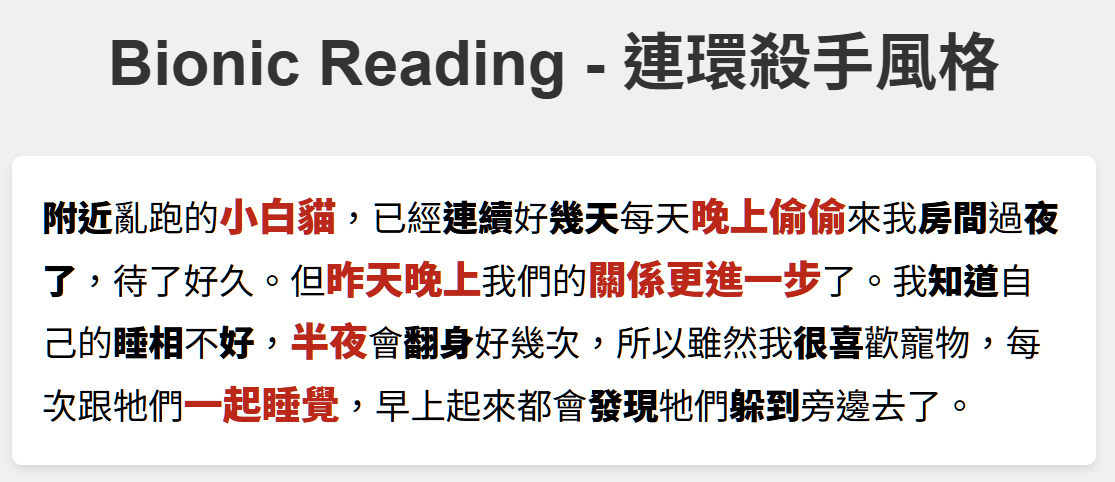 Bionic Reading - 連環殺手風格
附近亂跑的小白貓，已經連續好幾天每天晚上偷偷來我房間過夜
了，待了好久。但昨天晚上我們的關係更進一步了。我知道自
己的睡相不好，半夜會翻身好幾次，所以雖然我很喜歡寵物，每
次跟牠們一起睡覺，早上起來都會發現牠們躲到旁邊去了。